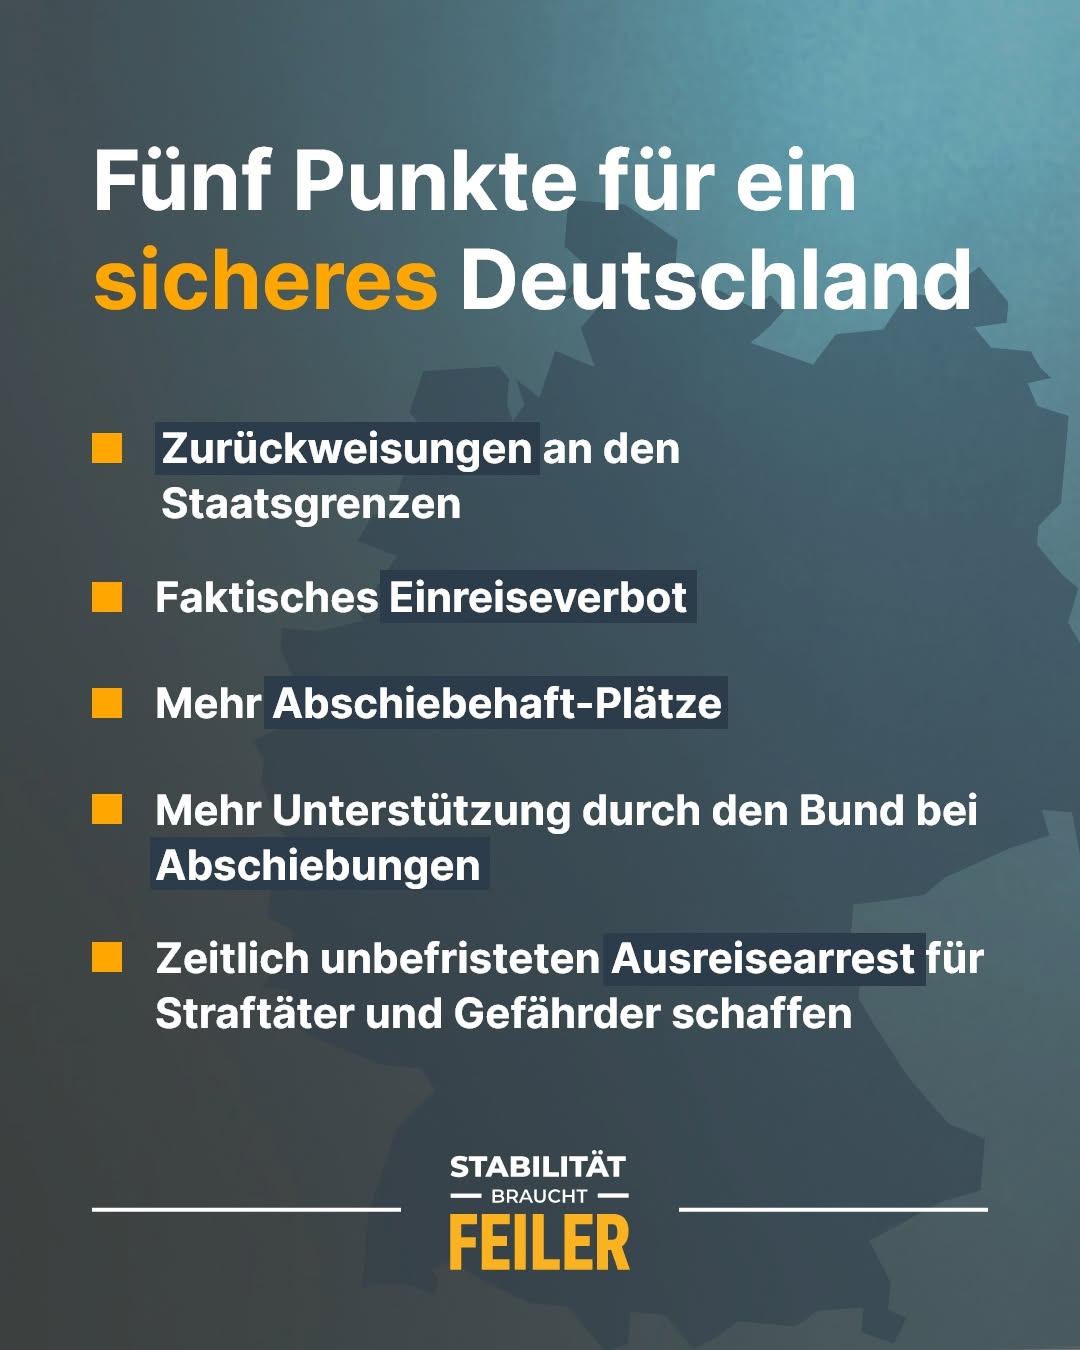 Fünf Punkte für ein
sicheres Deutschland
Zurückweisungen an den
Staatsgrenzen
Faktisches Einreiseverbot
Mehr Abschiebehaft-Plätze
Mehr Unterstützung durch den Bund bei
Abschiebungen
Zeitlich unbefristeten Ausreisearrest für
Straftäter und Gefährder schaffen
STABILITÄT
BRAUCHT
FEILER